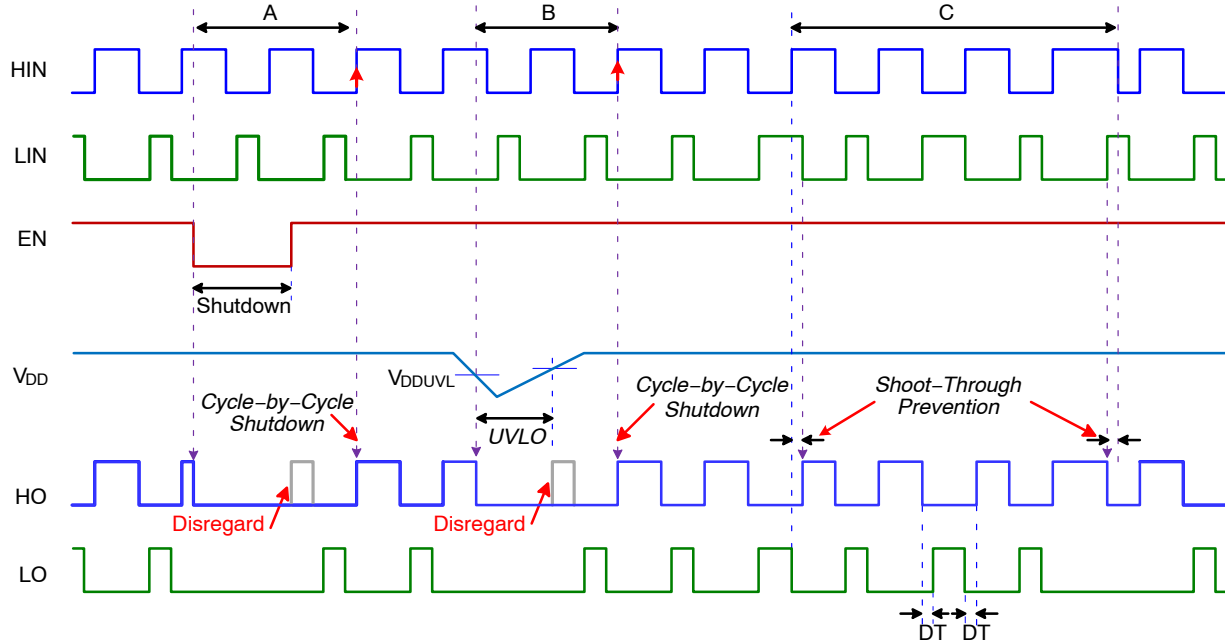 A
B
C
HIN
LIN
EN
Shutdown
VDD
VDDUVL
Cycle–by–Cycle
Shutdown
UVLO
Cycle–by–Cycle
Shutdown
Shoot–Through
Prevention
HO
Disregard
Disregard
LO
DT
DT